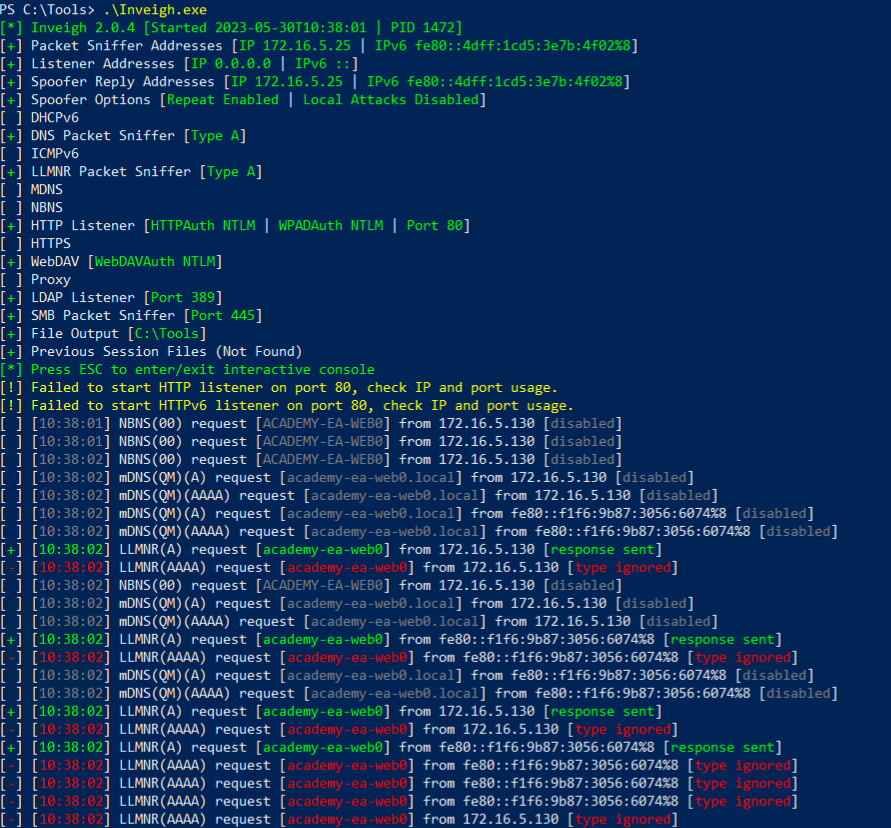 PS C:\Tools> .\Inveigh.exe
[*] Inveigh 2.0.4 [Started 2023-05-30T10:38:01 | PID 1472]
[+] Packet Sniffer Addresses [IP 172.16.5.25 | IPv6 fe80::4dff:1cd5:3e7b:4f02%8]
[+] Listener Addresses [IP 0.0.0.0 | IPv6 ::]
[+] Spoofer Reply Addresses [IP 172.16.5.25 | IPv6 fe80::4dff:1cd5:3e7b:4f02%8]
[+] Spoofer Options [Repeat Enabled | Local Attacks Disabled]
[ ] DHCPv6
[+] DNS Packet Sniffer [Type A]
[ ] ICMPv6
[+] LLMNR Packet Sniffer [Type A]
[ ] MDNS
[ ] NBNS
[+] HTTP Listener [HTTPAuth NTLM | WPADAuth NTLM | Port 80]
[ ] HTTPS
[+] WebDAV [WebDAVAuth NTLM]
[ ] Proxy
[+] LDAP Listener [Port 389]
[+] SMB Packet Sniffer [Port 445]
[+] File Output [C:\Tools]
[+] Previous Session Files (Not Found)
[*] Press ESC to enter/exit interactive console
[!] Failed to start HTTP listener on port 80, check IP and port usage.
[!] Failed to start HTTPv6 listener on port 80, check IP and port usage.
[ ] [10:38:01] NBNS(00) request [ACADEMY-EA-WEB0] from 172.16.5.130 [disabled]
[ ] [10:38:01] NBNS(00) request [ACADEMY-EA-WEB0] from 172.16.5.130 [disabled]
[ ] [10:38:02] NBNS(00) request [ACADEMY-EA-WEB0] from 172.16.5.130 [disabled]
[ ] [10:38:02] mDNS(QM)(A) request [academy-ea-web0.local] from 172.16.5.130 [disabled]
[ ] [10:38:02] mDNS(QM)(AAAA) request [academy-ea-web0.local] from 172.16.5.130 [disabled]
[ ] [10:38:02] mDNS(QM)(A) request [academy-ea-web0.local] from fe80::f1f6:9b87:3056:6074%8 [disabled]
[ ] [10:38:02] mDNS(QM)(AAAA) request [academy-ea-web0.local] from fe80::f1f6:9b87:3056:6074%8 [disabled]
[+] [10:38:02] LLMNR(A) request [academy-ea-web0] from 172.16.5.130 [response sent]
[-] [10:38:02] LLMNR(AAAA) request [academy-ea-web0] from 172.16.5.130 [type ignored]
[ ] [10:38:02] NBNS(00) request [ACADEMY-EA-WEB0] from 172.16.5.130 [disabled]
[ ] [10:38:02] mDNS(QM)(A) request [academy-ea-web0.local] from 172.16.5.130 [disabled]
[ ] [10:38:02] mDNS(QM)(AAAA) request [academy-ea-web0.local] from 172.16.5.130 [disabled]
[+] [10:38:02] LLMNR(A) request [academy-ea-web0] from fe80::f1f6:9b87:3056:6074%8 [response sent]
[-] [10:38:02] LLMNR(AAAA) request [academy-ea-web0] from fe80::f1f6:9b87:3056:6074%8 [type ignored]
[ ] [10:38:02] mDNS(QM)(A) request [academy-ea-web0.local] from fe80::f1f6:9b87:3056:6074%8 [disabled]
[ ] [10:38:02] mDNS(QM)(AAAA) request [academy-ea-web0.local] from fe80::f1f6:9b87:3056:6074%8 [disabled]
[+] [10:38:02] LLMNR(A) request [academy-ea-web0] from 172.16.5.130 [response sent]
[-] [10:38:02] LLMNR(AAAA) request [academy-ea-web0] from 172.16.5.130 [type ignored]
[+] [10:38:02] LLMNR(A) request [academy-ea-web0] from fe80::f1f6:9b87:3056:6074%8 [response sent]
[-] [10:38:02] LLMNR(AAAA) request [academy-ea-web0] from fe80::f1f6:9b87:3056:6074%8 [type ignored]
[-] [10:38:02] LLMNR(AAAA) request [academy-ea-web0] from fe80::f1f6:9b87:3056:6074%8 [type ignored]
[-] [10:38:02] LLMNR(AAAA) request [academy-ea-web0] from fe80::f1f6:9b87:3056:6074%8 [type ignored]
[-] [10:38:02] LLMNR(AAAA) request [academy-ea-web0] from 172.16.5.130 [type ignored]